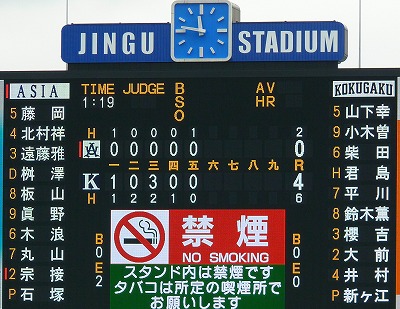 JINGU STADIUM
ASIA
TIME JUDGE B S O AV HR
1:19
KOKUGAKU
5 藤岡
4 北村祥
3 遠藤雅
D 桝澤
8 板山
9 眞野
6 木浪
7 丸山
2 宗接
P 石塚
H 1 0 0 0 1 2
A 0 0 0 0 0 0
一 二 三 四 五 六 七 八 九 R
K 1 0 3 0 0 4
H 1 0 4 1 0 6
B 0
E 2
B 0
E 0
5 山下幸
9 小木曽
6 柴田
H 君島
7 平川
8 鈴木薫
3 櫻吉
2 大前
4 井村
P 新ヶ江
禁煙
NO SMOKING
スタンド内は禁煙です
タバコは所定の喫煙所で
お願いします